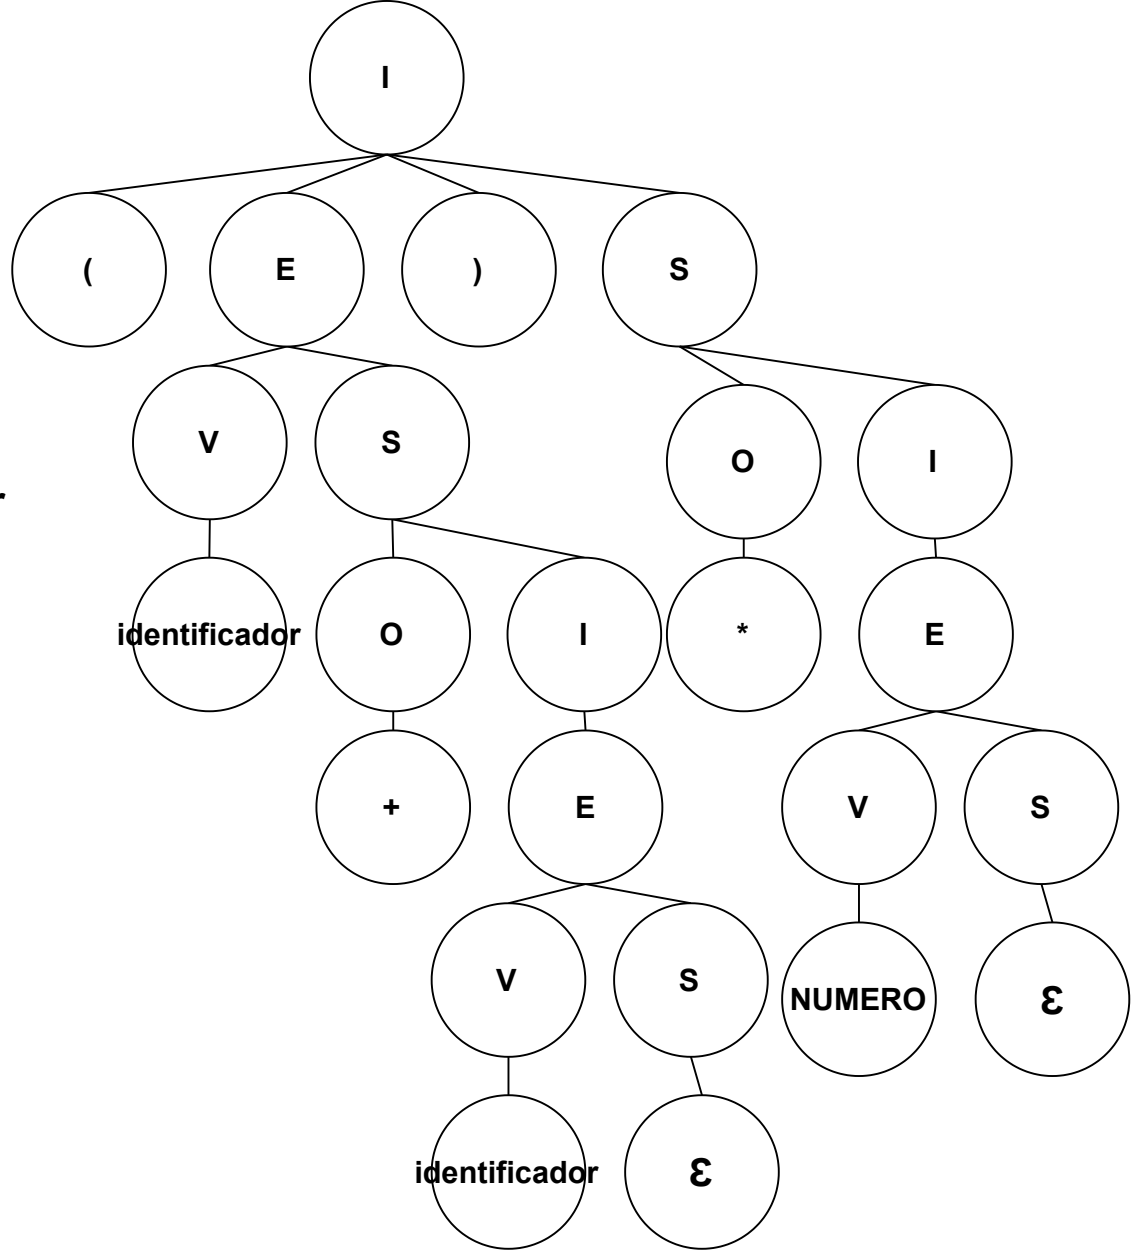 I
(
E
)
S
V
S
O
I
identificador
O
I
*
E
+
E
V
S
V
S
NUMERO
ε
identificador
ε